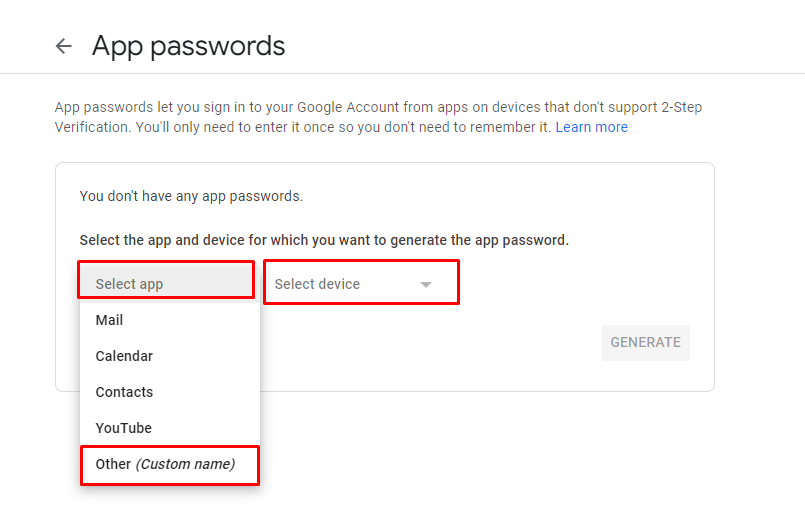 App passwords
App passwords let you sign in to your Google Account from apps on devices that don't support 2-Step
Verification. You'll only need to enter it once so you don't need to remember it. Learn more
You don't have any app passwords.
Select the app and device for which you want to generate the app password.
Select app
Select device
Mail
GENERATE
Calendar
Contacts
YouTube
Other (Custom name)